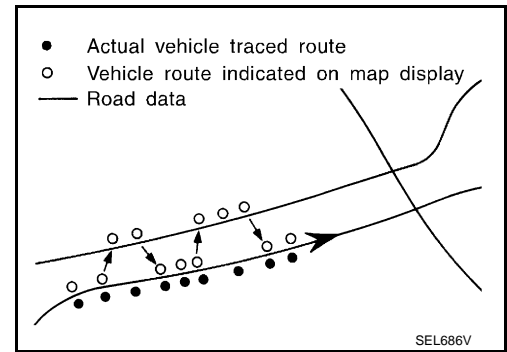 Actual vehicle traced route
Vehicle route indicated on map display
Road data
SEL686V